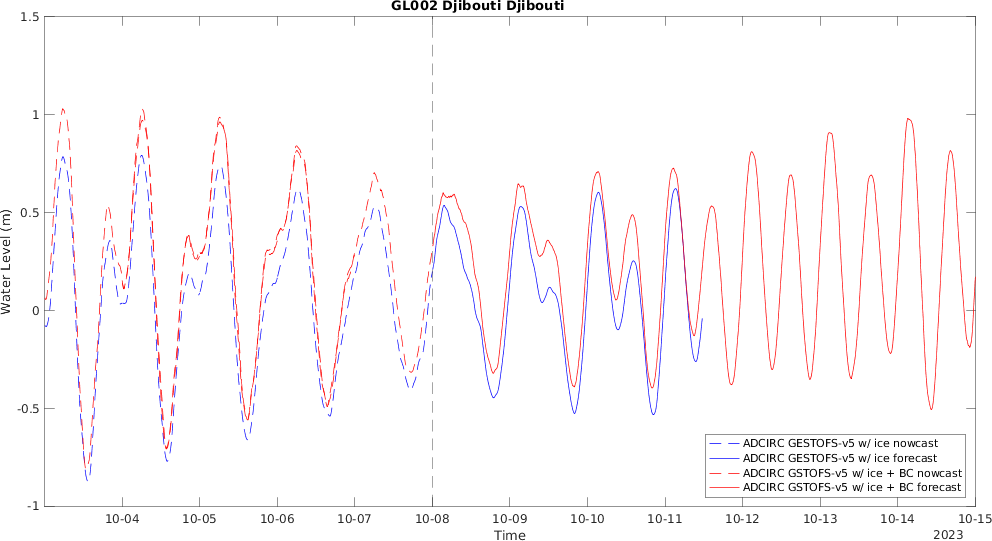 GL002 Djibouti Djibouti
1.5
1
0.5
0
-0.5
-1
Water Level (m)
ADCIRC GESTOFS-v5 w/ ice nowcast
ADCIRC GESTOFS-v5 w/ ice forecast
ADCIRC GSTOFS-v5 w/ ice + BC nowcast
ADCIRC GSTOFS-v5 w/ ice + BC forecast
10-04 10-05 10-06 10-07 10-08 10-09 10-10 10-11 10-12 10-13 10-14 10-15
Time
2023